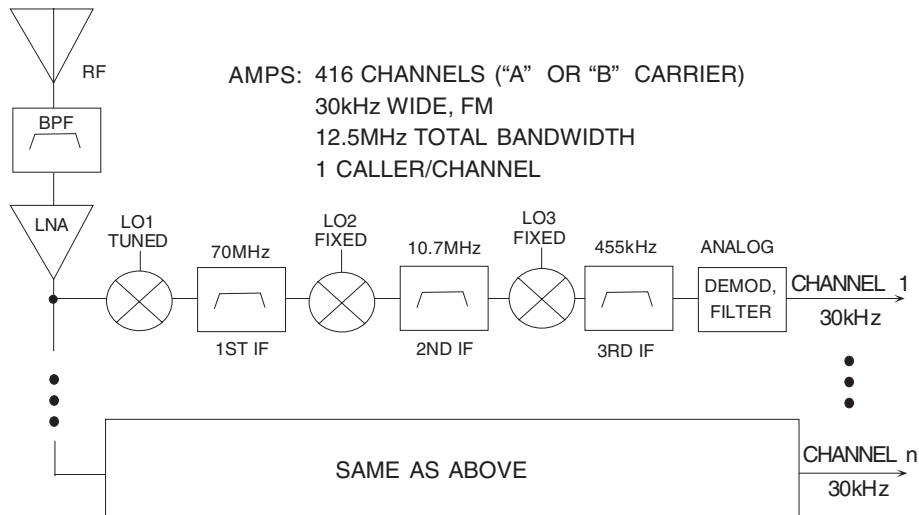 RF
AMPS: 416 CHANNELS (“A” OR “B” CARRIER)
30kHz WIDE, FM
12.5MHz TOTAL BANDWIDTH
1 CALLER/CHANNEL
BPF
LNA
LO1
TUNED
70MHz
1ST IF
LO2
FIXED
10.7MHz
2ND IF
LO3
FIXED
455kHz
3RD IF
ANALOG
DEMOD,
FILTER
CHANNEL 1
30kHz
SAME AS ABOVE
CHANNEL n
30kHz